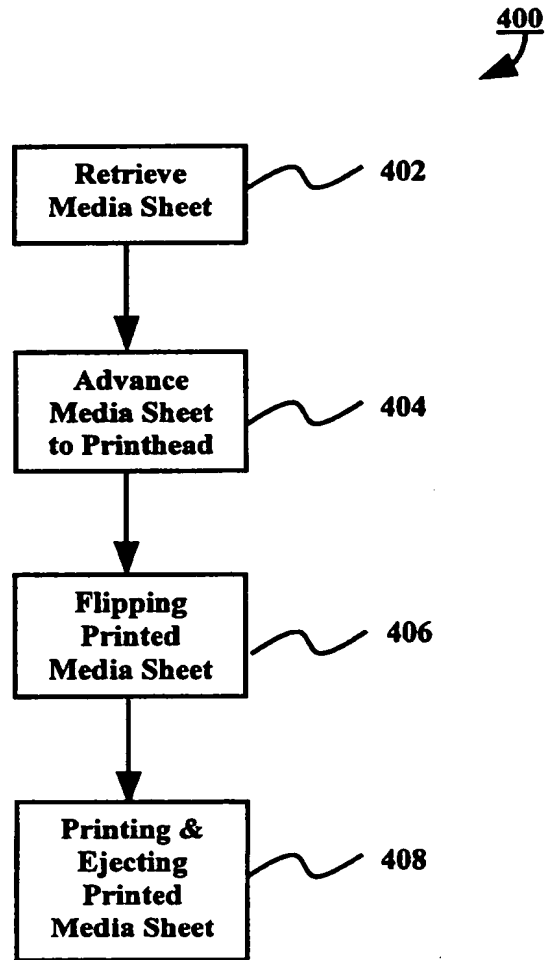 400
Retrieve
Media Sheet
402
Advance
Media Sheet
to Printhead
404
Flipping
Printed
Media Sheet
406
Printing &
Ejecting
Printed
Media Sheet
408